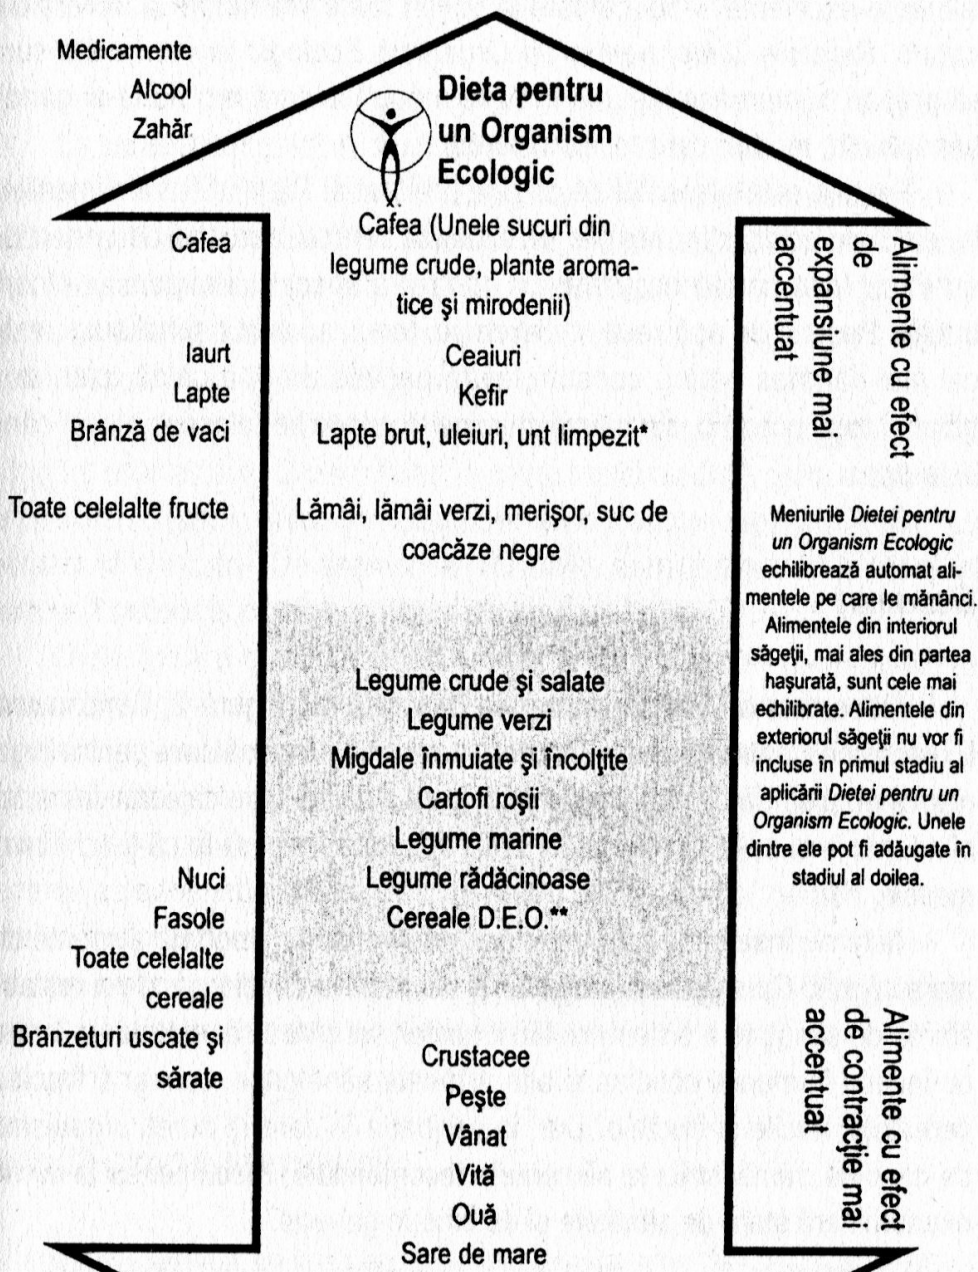 Medicamente
Alcool
Zahăr
Dieta pentru
un Organism
Ecologic
Cafea
Iaurt
Lapte
Brânză de vaci
Toate celelalte fructe
Nuci
Fasole
Toate celelalte
cereale
Brânzeturi uscate şi
sărate
Cafea (Unele sucuri din
legume crude, plante aroma-
tice şi mirodenii)
Ceaiuri
Kefir
Lapte brut, uleiuri, unt limpezit*
Lămâi, lămâi verzi, merişor, suc de
coacăze negre
Legume crude şi salate
Legume verzi
Migdale înmuiate şi încolţite
Cartofi roşii
Legume marine
Legume rădăcinoase
Cereale D.E.O.**
Crustacee
Peşte
Vânat
Vită
Ouă
Sare de mare
Alimente cu efect
de
expansiune mai
accentuat
Meniurile Dietei pentru
un Organism Ecologic
echilibrează automat ali-
mentele pe care le mănânci.
Alimentele din interiorul
săgeţii, mai ales din partea
haşurată, sunt cele mai
echilibrate. Alimentele din
exteriorul săgeţii nu vor fi
incluse în primul stadiu al
aplicării Dietei pentru un
Organism Ecologic. Unele
dintre ele pot fi adăugate în
stadiul al doilea.
Alimente cu efect
de contracţie mai
accentuat